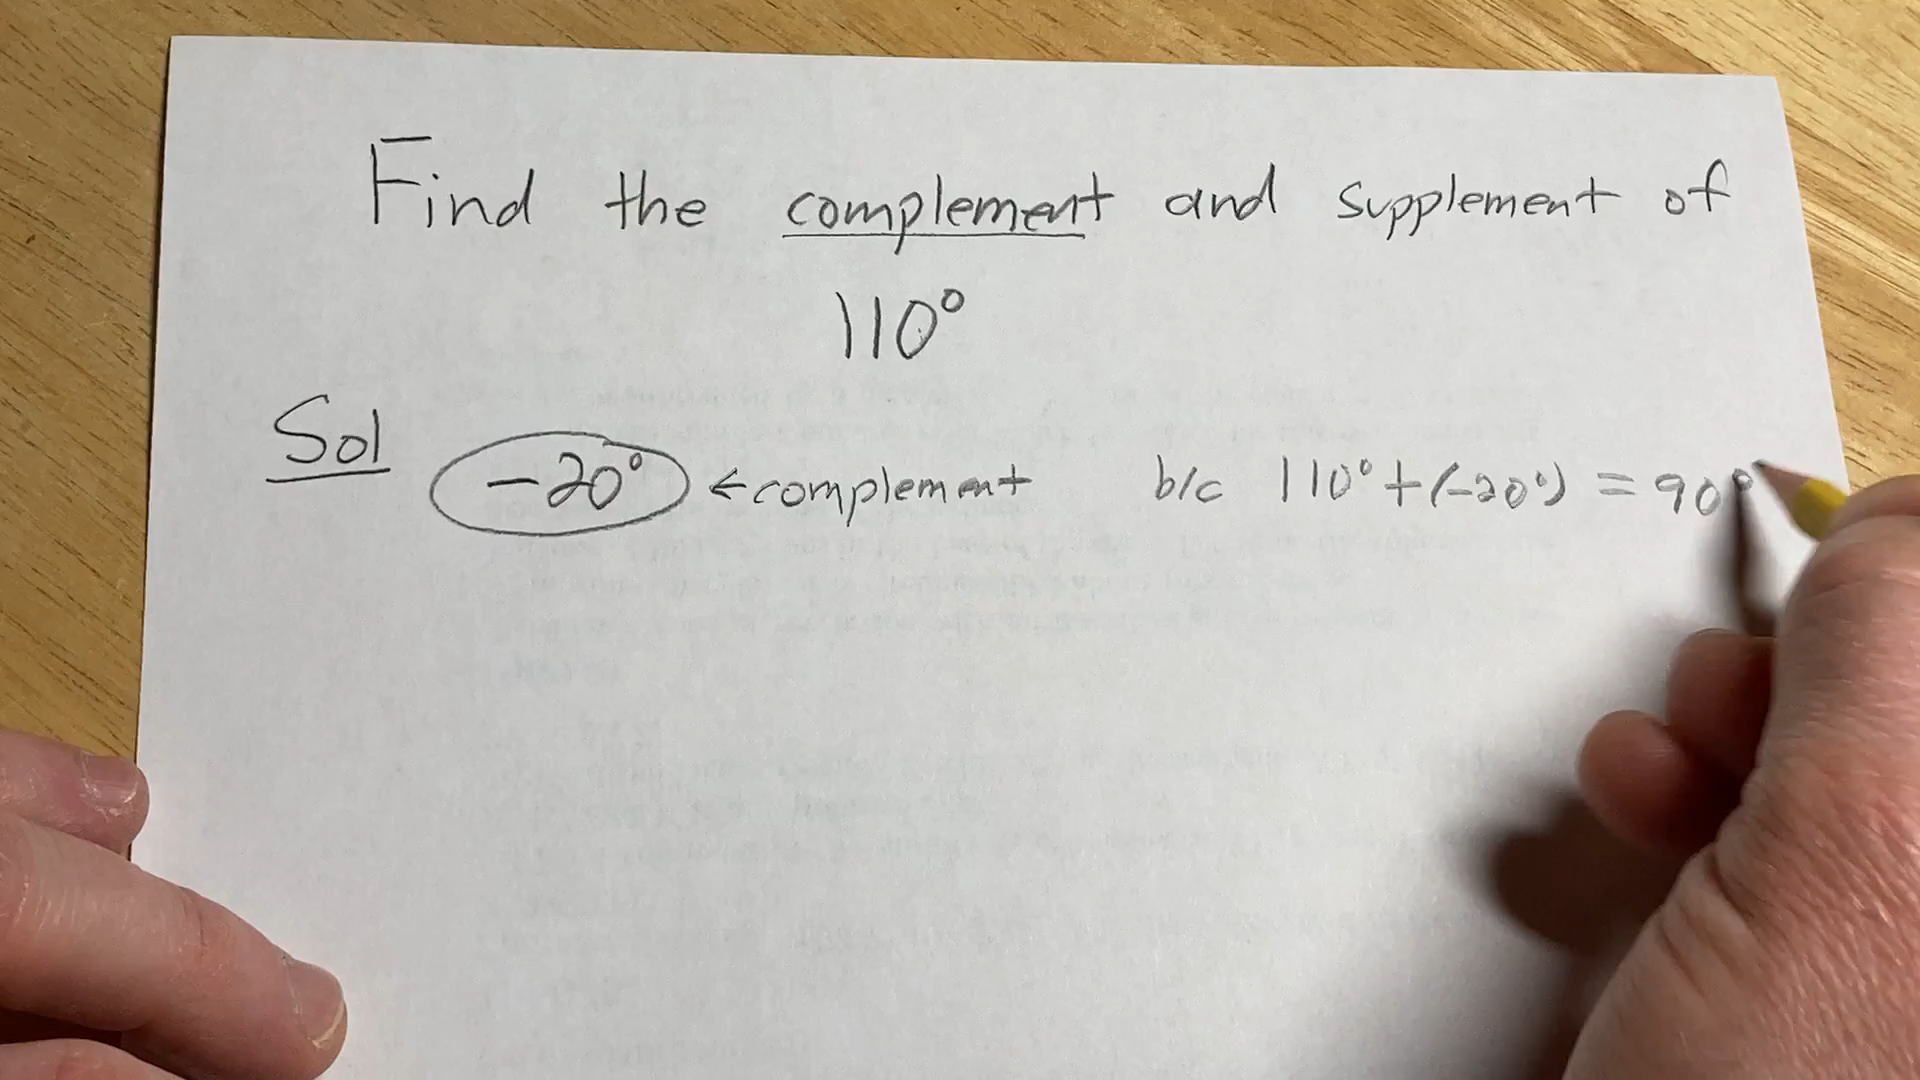 Find the complement and supplement of
110°
Sol
-20° ← complement b/c 110° + (-20°) = 90°